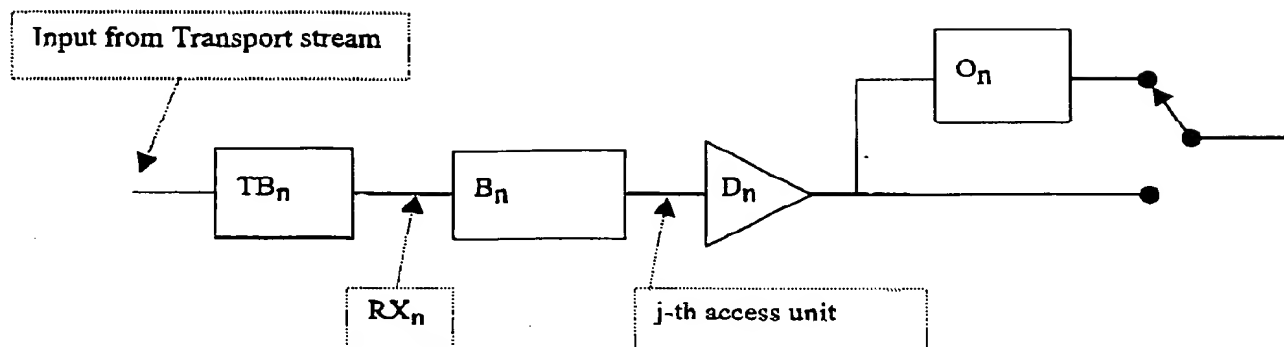 Input from Transport stream
Oₙ
TBₙ
Bₙ
Dₙ
RXₙ
j-th access unit